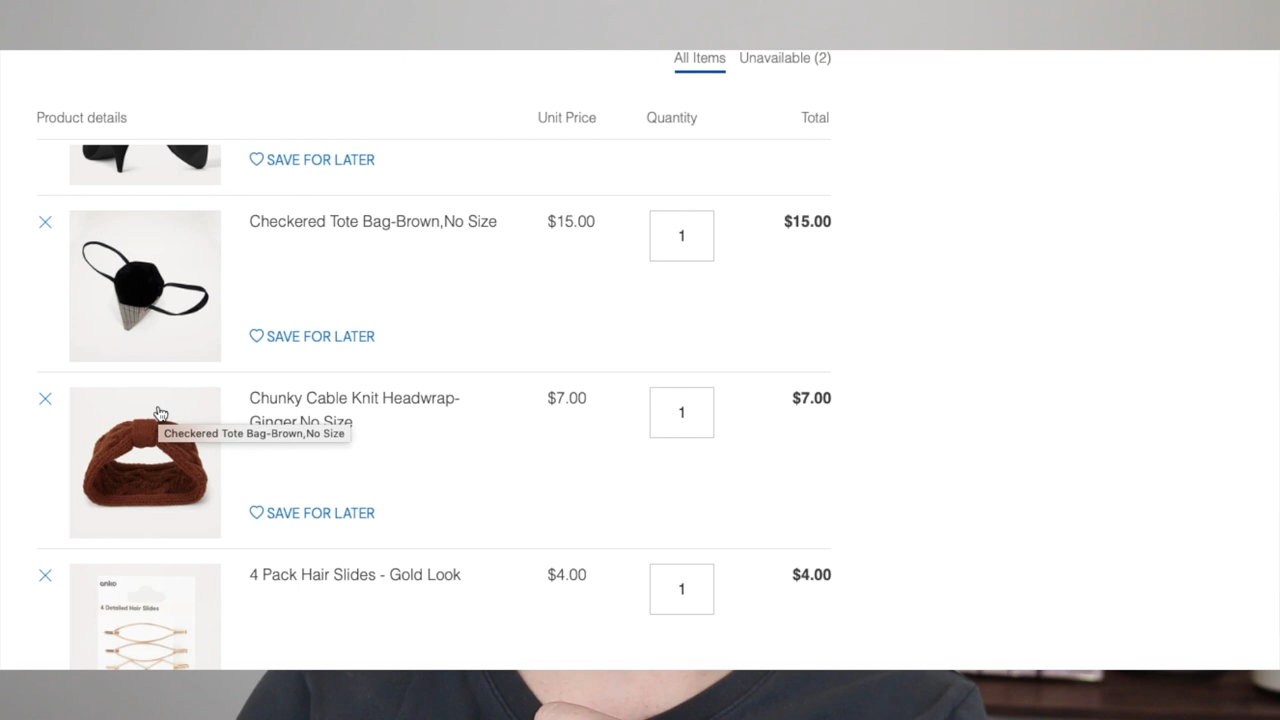 All Items Unavailable (2)
Product details Unit Price Quantity Total
SAVE FOR LATER
Checkered Tote Bag-Brown,No Size $15.00 1 $15.00
SAVE FOR LATER
Chunky Cable Knit Headwrap- $7.00 1 $7.00
Ginger,No Size
Checkered Tote Bag-Brown,No Size
SAVE FOR LATER
4 Pack Hair Slides - Gold Look $4.00 1 $4.00
anko
4 Detailed Hair Slides